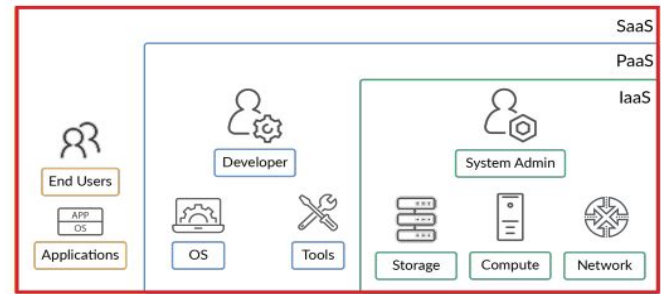 SaaS
PaaS
IaaS
Developer
System Admin
End Users
APP
OS
Applications
OS
Tools
Storage
Compute
Network